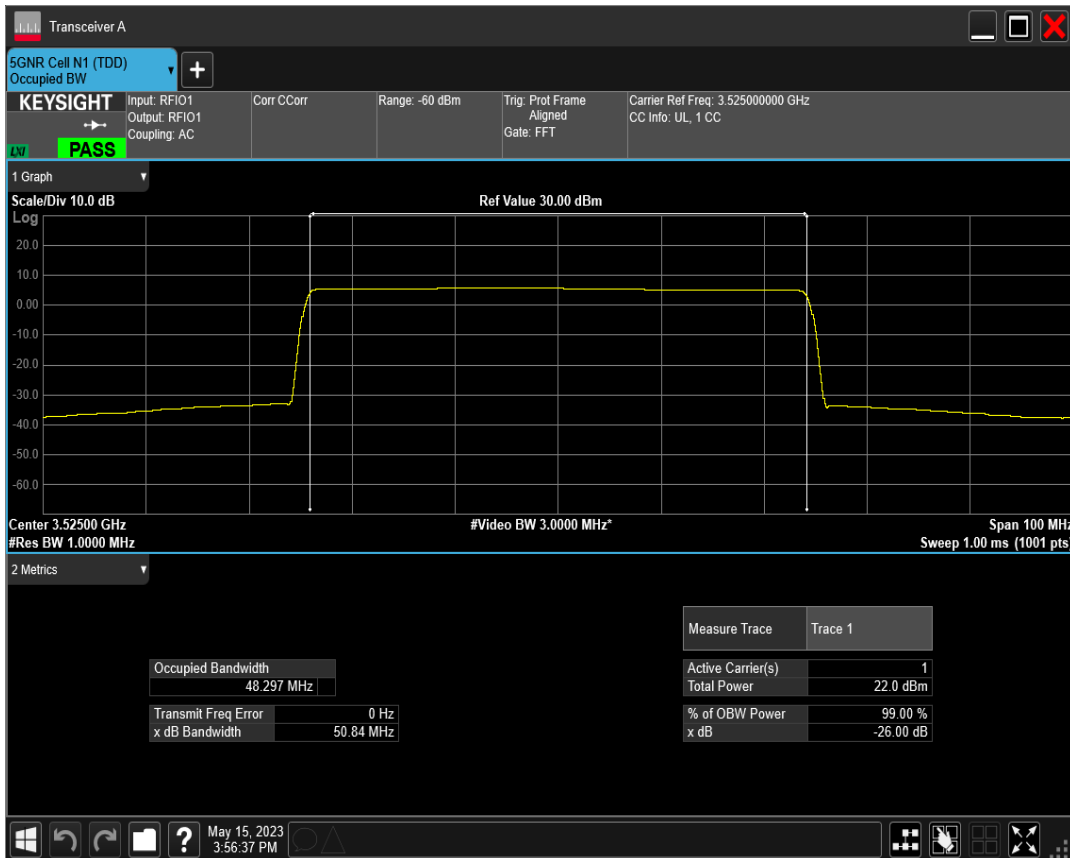 Transceiver A
5GNR Cell N1 (TDD)
Occupied BW
KEYSIGHT
LXI
PASS
Input: RFIO1
Output: RFIO1
Coupling: AC
Corr CCorr
Range: -60 dBm
Trig: Prot Frame
Aligned
Gate: FFT
Carrier Ref Freq: 3.525000000 GHz
CC Info: UL, 1 CC
1 Graph
Scale/Div 10.0 dB
Ref Value 30.00 dBm
Log
20.0
10.0
0.00
-10.0
-20.0
-30.0
-40.0
-50.0
-60.0
Center 3.52500 GHz
#Video BW 3.0000 MHz*
Span 100 MHz
#Res BW 1.0000 MHz
Sweep 1.00 ms (1001 pts)
2 Metrics
Measure Trace Trace 1
Occupied Bandwidth
48.297 MHz
Active Carrier(s) 1
Total Power 22.0 dBm
Transmit Freq Error 0 Hz
x dB Bandwidth 50.84 MHz
% of OBW Power 99.00 %
x dB -26.00 dB
?
May 15, 2023
3:56:37 PM